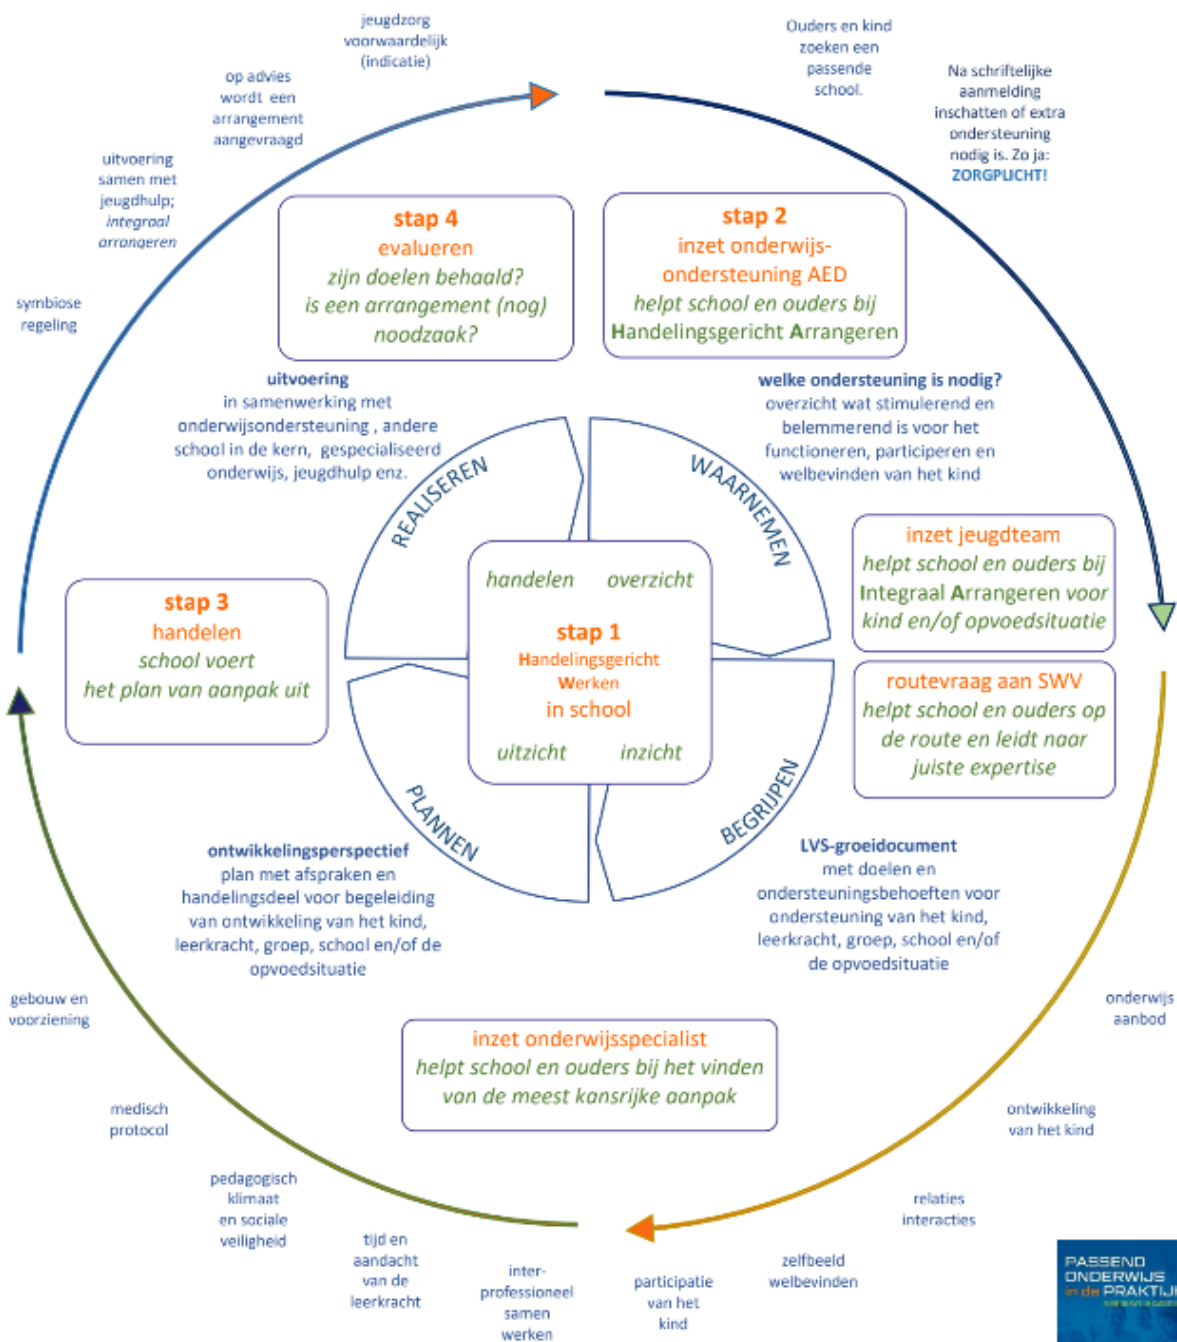 jeugdzorg
voorwaardelijk
(indicatie)
Ouders en kind
zoeken een
passende
school.
Na schriftelijke
aanmelding
inschatten of extra
ondersteuning
nodig is. Zo ja:
ZORGPLICHT!
op advies
wordt een
arrangement
aangevraagd
uitvoering
samen met
jeugdhulp;
integraal
arrangeren
symbiose
regeling
stap 4
evalueren
zijn doelen behaald?
is een arrangement (nog)
noodzaak?
stap 2
inzet onderwijs-
ondersteuning AED
helpt school en ouders bij
Handelingsgericht Arrangeren
uitvoering
in samenwerking met
onderwijsondersteuning , andere
school in de kern, gespecialiseerd
onderwijs, jeugdhulp enz.
welke ondersteuning is nodig?
overzicht wat stimulerend en
belemmerend is voor het
functioneren, participeren en
welbevinden van het kind
REALISEREN
WAARNEMEN
inzet jeugdteam
helpt school en ouders bij
Integraal Arrangeren voor
kind en/of opvoedsituatie
handelen overzicht
stap 1
Handelingsgericht
Werken
in school
uitzicht inzicht
stap 3
handelen
school voert
het plan van aanpak uit
routevraag aan SWV
helpt school en ouders op
de route en leidt naar
juiste expertise
PLANNEN
BEGRIJPEN
ontwikkelingsperspectief
plan met afspraken en
handelingsdeel voor begeleiding
van ontwikkeling van het kind,
leerkracht, groep, school en/of de
opvoedsituatie
LVS-groeidocument
met doelen en
ondersteuningsbehoeften voor
ondersteuning van het kind,
leerkracht, groep, school en/of
de opvoedsituatie
gebouw en
voorziening
onderwijs
aanbod
inzet onderwijsspecialist
helpt school en ouders bij het vinden
van de meest kansrijke aanpak
medisch
protocol
ontwikkeling
van het kind
pedagogisch
klimaat
en sociale
veiligheid
relaties
interacties
tijd en
aandacht
van de
leerkracht
inter-
professioneel
samen
werken
participatie
van het
kind
zelfbeeld
welbevinden
PASSEND
ONDERWIJS
in de PRAKTIJK